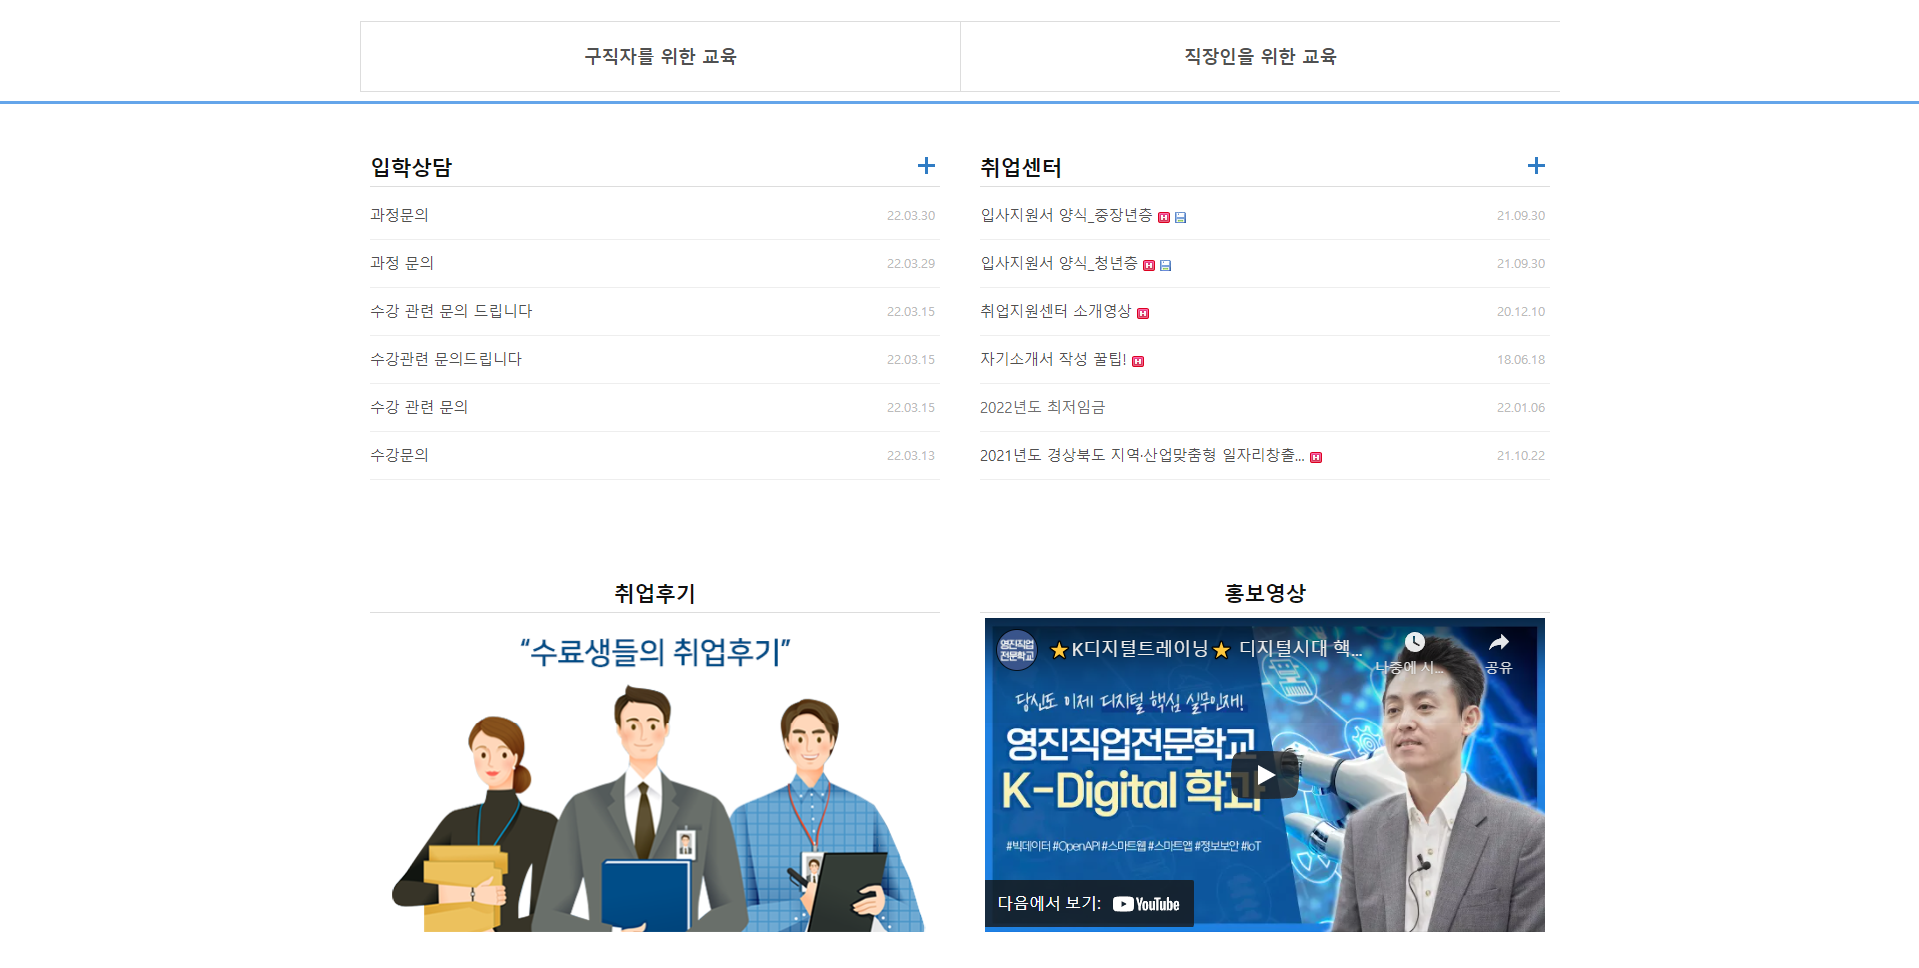 구직자를 위한 교육
직장인을 위한 교육
입학상담
과정문의 22.03.30
과정 문의 22.03.29
수강 관련 문의 드립니다 22.03.15
수강관련 문의드립니다 22.03.15
수강 관련 문의 22.03.15
수강문의 22.03.13
취업센터
입사지원서 양식_중장년층 21.09.30
입사지원서 양식_청년층 21.09.30
취업지원센터 소개영상 20.12.10
자기소개서 작성 꿀팁! 18.06.18
2022년도 최저임금 22.01.06
2021년도 경상북도 지역·산업맞춤형 일자리창출... 21.10.22
취업후기
“수료생들의 취업후기”
홍보영상
영진직업
전문학교
★K디지털트레이닝★ 디지털시대 핵...
나중에 시...
공유
당신도 이제 디지털 핵심 실무인재!
영진직업전문학교
K-Digital 학과
#빅데이터 #OpenAPI #스마트웹 #스마트앱 #정보보안 #IoT
다음에서 보기: YouTube